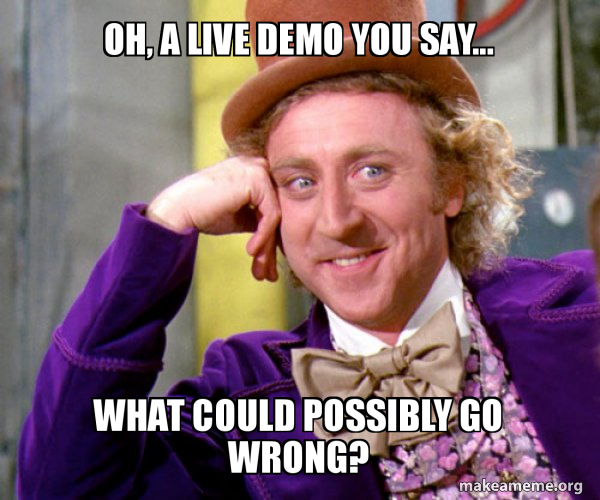 OH, A LIVE DEMO YOU SAY...
WHAT COULD POSSIBLY GO
WRONG?
makeameme.org